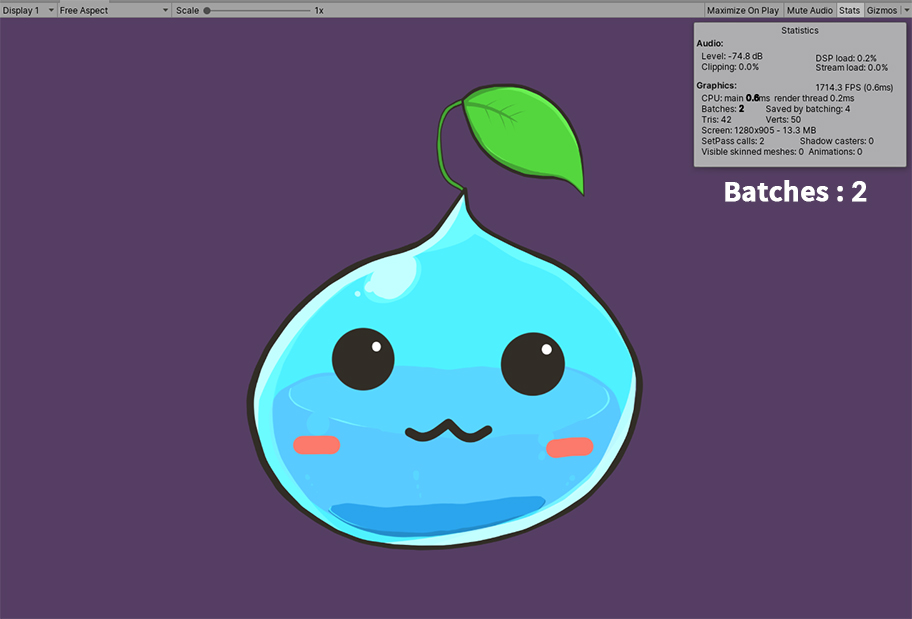 Display 1 Free Aspect Scale 1x Maximize On Play Mute Audio Stats Gizmos
Statistics
Audio:
Level: -74.8 dB DSP load: 0.2%
Clipping: 0.0% Stream load: 0.0%
Graphics: 1714.3 FPS (0.6ms)
CPU: main 0.6ms render thread 0.2ms
Batches: 2 Saved by batching: 4
Tris: 42 Verts: 50
Screen: 1280x905 - 13.3 MB
SetPass calls: 2 Shadow casters: 0
Visible skinned meshes: 0 Animations: 0
Batches : 2